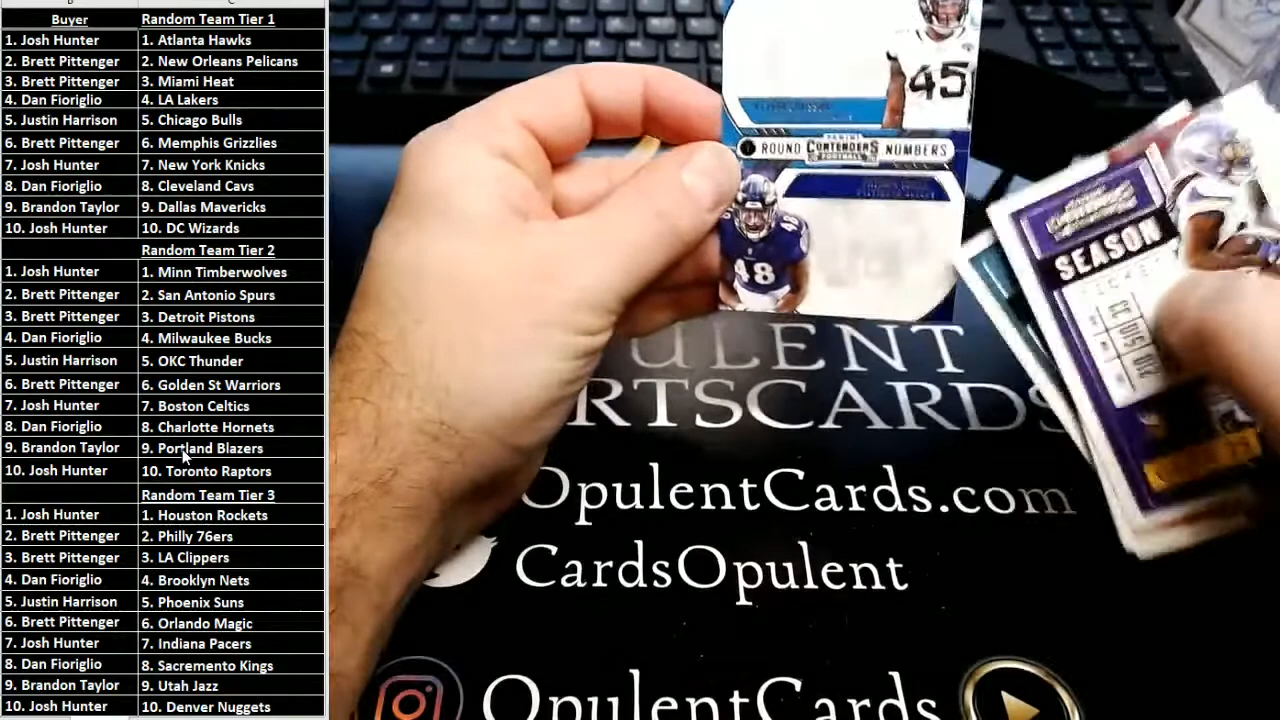 Buyer Random Team Tier 1
1. Josh Hunter 1. Atlanta Hawks
2. Brett Pittenger 2. New Orleans Pelicans
3. Brett Pittenger 3. Miami Heat
4. Dan Fioriglio 4. LA Lakers
5. Justin Harrison 5. Chicago Bulls
6. Brett Pittenger 6. Memphis Grizzlies
7. Josh Hunter 7. New York Knicks
8. Dan Fioriglio 8. Cleveland Cavs
9. Brandon Taylor 9. Dallas Mavericks
10. Josh Hunter 10. DC Wizards
Random Team Tier 2
1. Josh Hunter 1. Minn Timberwolves
2. Brett Pittenger 2. San Antonio Spurs
3. Brett Pittenger 3. Detroit Pistons
4. Dan Fioriglio 4. Milwaukee Bucks
5. Justin Harrison 5. OKC Thunder
6. Brett Pittenger 6. Golden St Warriors
7. Josh Hunter 7. Boston Celtics
8. Dan Fioriglio 8. Charlotte Hornets
9. Brandon Taylor 9. Portland Blazers
10. Josh Hunter 10. Toronto Raptors
Random Team Tier 3
1. Josh Hunter 1. Houston Rockets
2. Brett Pittenger 2. Philly 76ers
3. Brett Pittenger 3. LA Clippers
4. Dan Fioriglio 4. Brooklyn Nets
5. Justin Harrison 5. Phoenix Suns
6. Brett Pittenger 6. Orlando Magic
7. Josh Hunter 7. Indiana Pacers
8. Dan Fioriglio 8. Sacremento Kings
9. Brandon Taylor 9. Utah Jazz
10. Josh Hunter 10. Denver Nuggets
45
PANINI
ROUND CONTENDERS NUMBERS
FOOTBALL
48
48
SEASON
ULENT
RTSCARDS
OpulentCards.com
CardsOpulent
OpulentCards